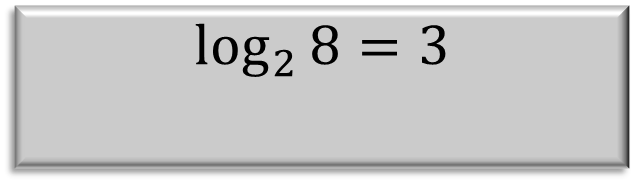 log₂ 8 = 3